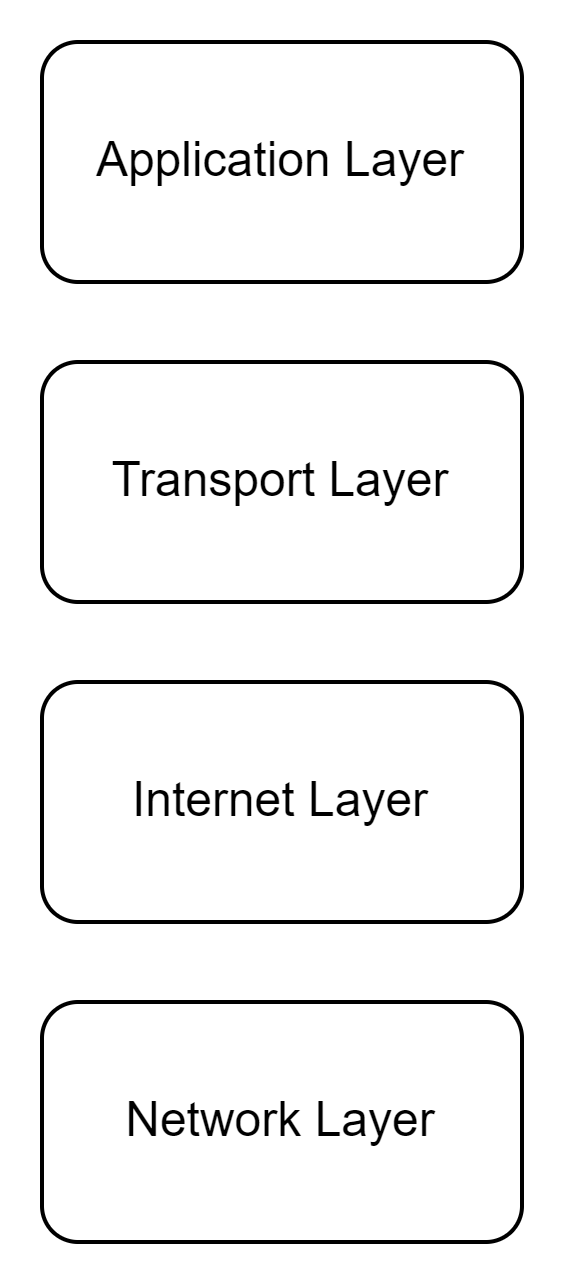 Application Layer
Transport Layer
Internet Layer
Network Layer